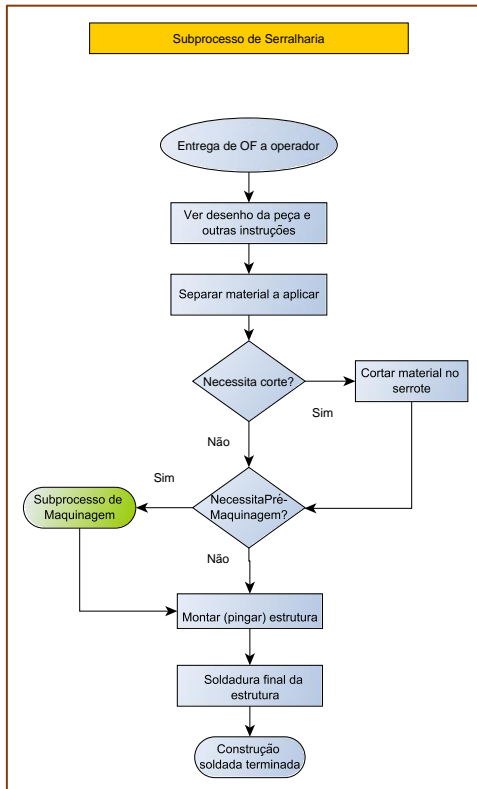 Subprocesso de Serralharia
Entrega de OF a operador
Ver desenho da peça e
outras instruções
Separar material a aplicar
Necessita corte?
Sim
Cortar material no
serrote
Não
NecessitaPré-
Maquinagem?
Sim
Subprocesso de
Maquinagem
Não
Montar (pingar) estrutura
Soldadura final da
estrutura
Construção
soldada terminada